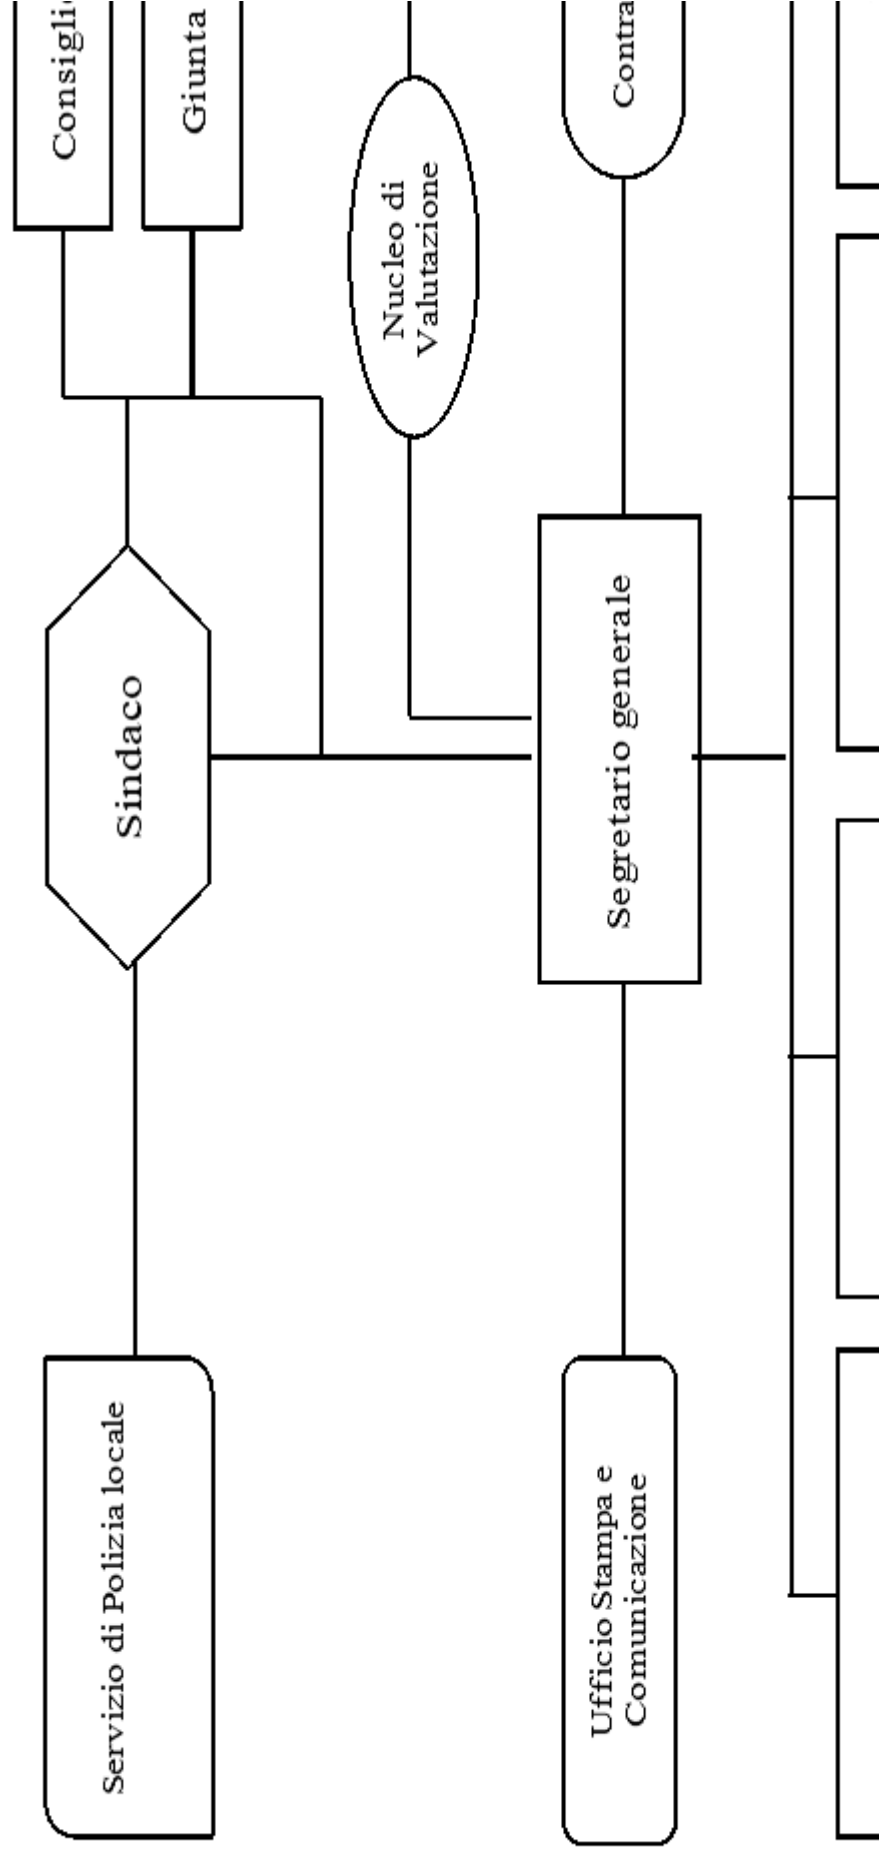 Servizio di Polizia locale
Sindaco
Giunta
Nucleo di
Valutazione
Ufficio Stampa e
Comunicazione
Segretario generale